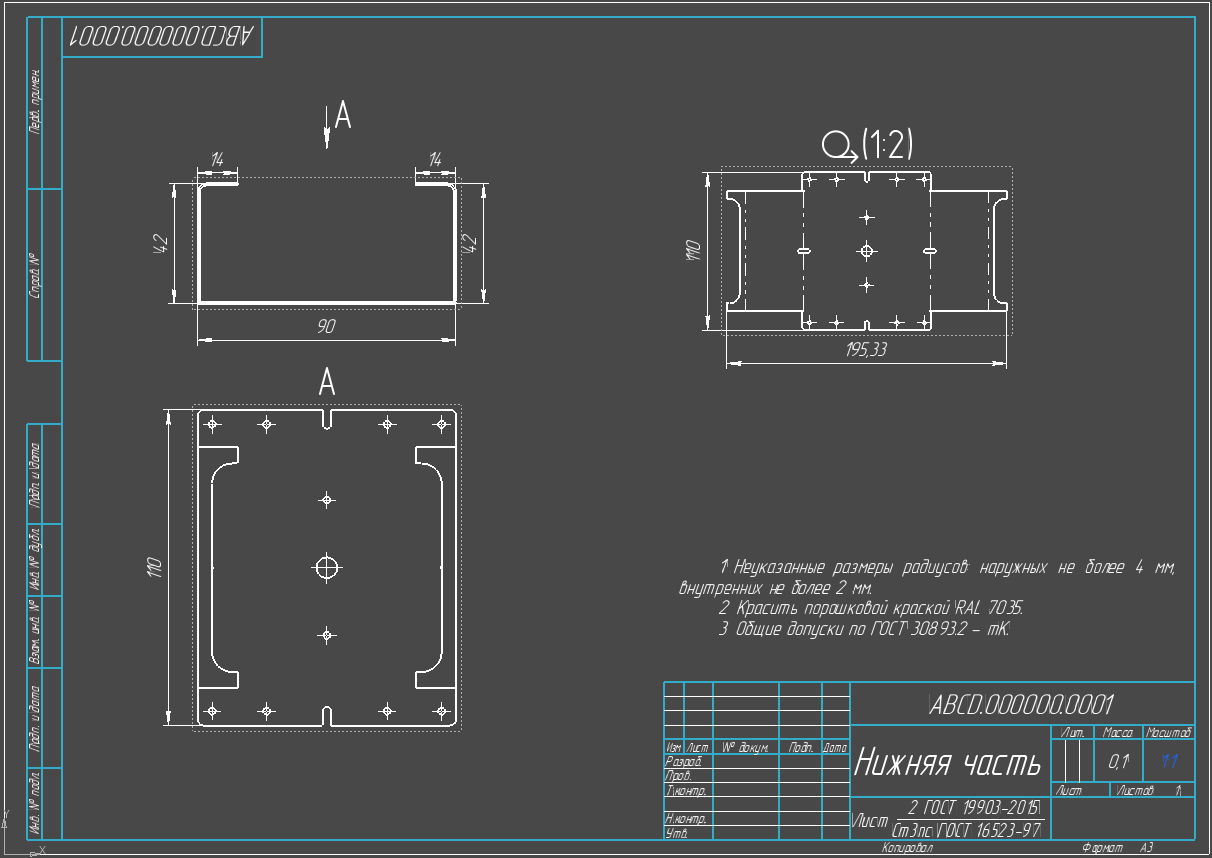 ABCD.000000.0001
Перв. примен.
Справ. №
Подп. и дата
Инв. № дубл.
Взам. инв. №
Подп. и дата
Инв. № подл.
A
14
14
42
42
90
A
110
(1:2)
110
195,33
1 Неуказанные размеры радиусов: наружных не более 4 мм,
внутренних не более 2 мм.
2 Красить порошковой краской RAL 7035.
3 Общие допуски по ГОСТ 30893.2 – mK.
ABCD.000000.0001
Изм Лист № докум. Подп. Дата
Разраб.
Пров.
Т.контр.
Н.контр.
Утв.
Нижняя часть
Лит. Масса Масштаб
0,1 1:1
Лист Листов 1
Лист 2 ГОСТ 19903-2015
Ст3пс ГОСТ 16523-97
Копировал Формат А3
Y
X